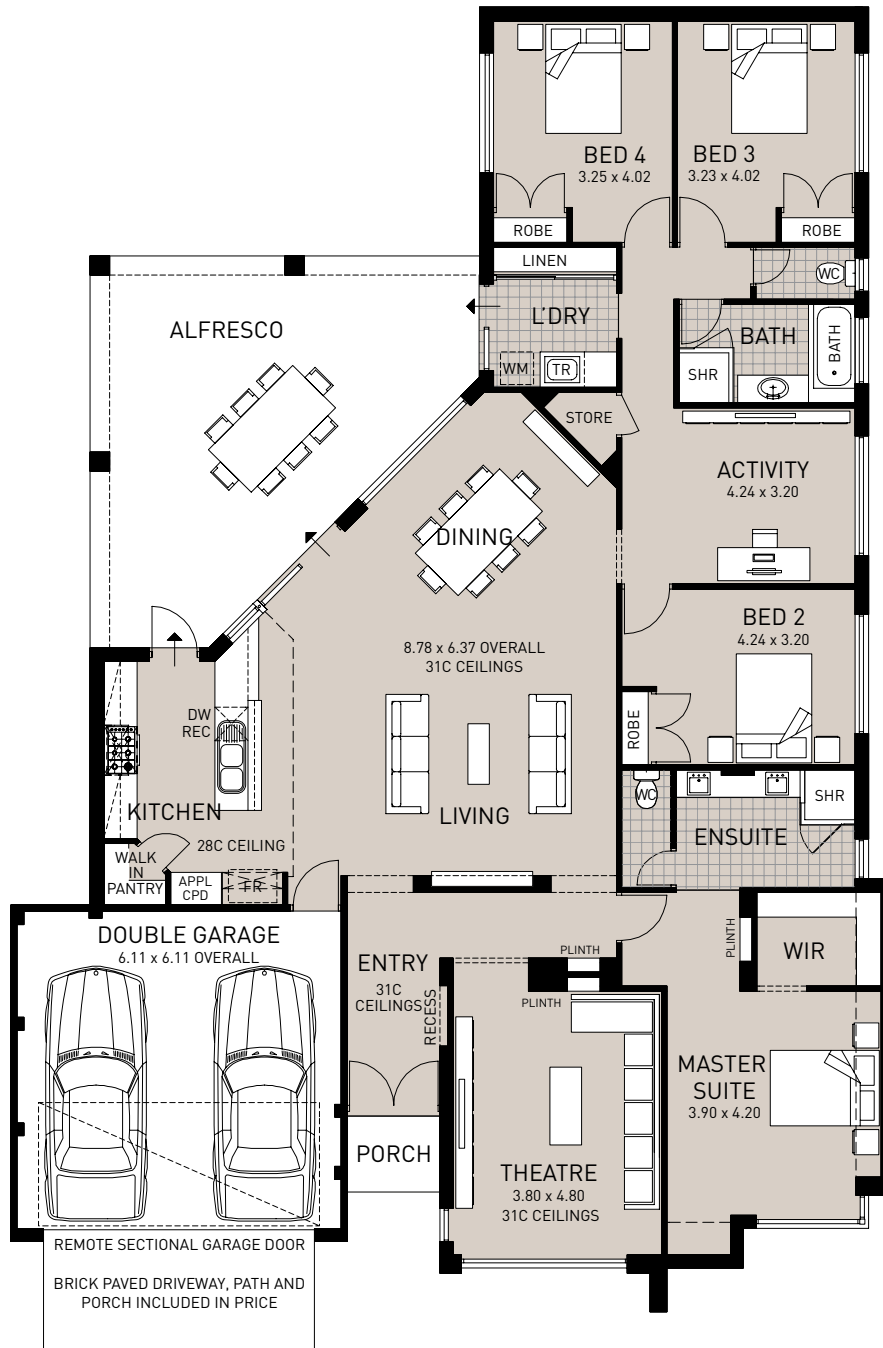 BED 4
3.25 x 4.02
BED 3
3.23 x 4.02
ROBE
ROBE
LINEN
WC
L'DRY
WM
TR
BATH
BATH
SHR
ALFRESCO
STORE
ACTIVITY
4.24 x 3.20
DINING
BED 2
4.24 x 3.20
8.78 x 6.37 OVERALL
31C CEILINGS
ROBE
DW
REC
KITCHEN
28C CEILING
WALK
IN
PANTRY
APPL
CPD
FR
LIVING
WC
ENSUITE
SHR
DOUBLE GARAGE
6.11 x 6.11 OVERALL
ENTRY
31C
CEILINGS
RECESS
PLINTH
PLINTH
PLINTH
WIR
MASTER
SUITE
3.90 x 4.20
PORCH
THEATRE
3.80 x 4.80
31C CEILINGS
REMOTE SECTIONAL GARAGE DOOR
BRICK PAVED DRIVEWAY, PATH AND
PORCH INCLUDED IN PRICE